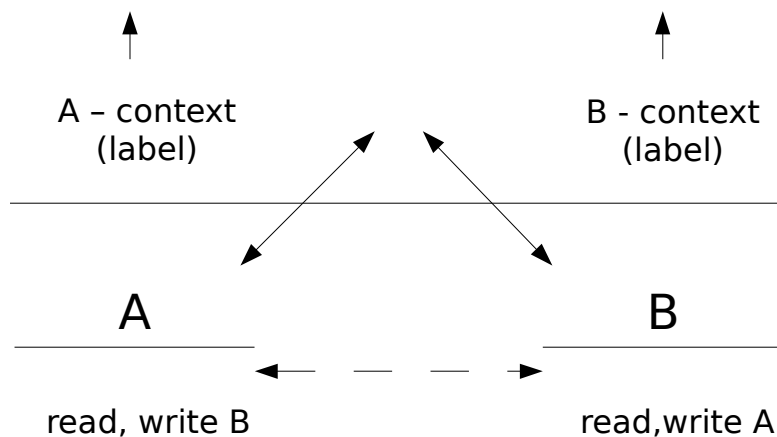 A – context
(label)
B - context
(label)
A
B
read, write B
read,write A